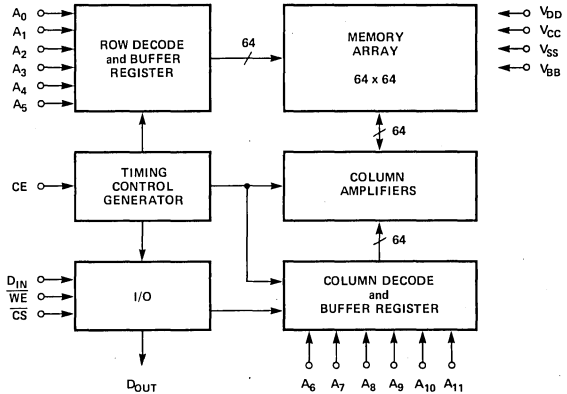 A0
A1
A2
A3
A4
A5
ROW DECODE
and BUFFER
REGISTER
64
MEMORY
ARRAY
64 x 64
VDD
VCC
VSS
VBB
64
CE
TIMING
CONTROL
GENERATOR
COLUMN
AMPLIFIERS
64
DIN
WE
CS
I/O
COLUMN DECODE
and
BUFFER REGISTER
DOUT
A6 A7 A8 A9 A10 A11